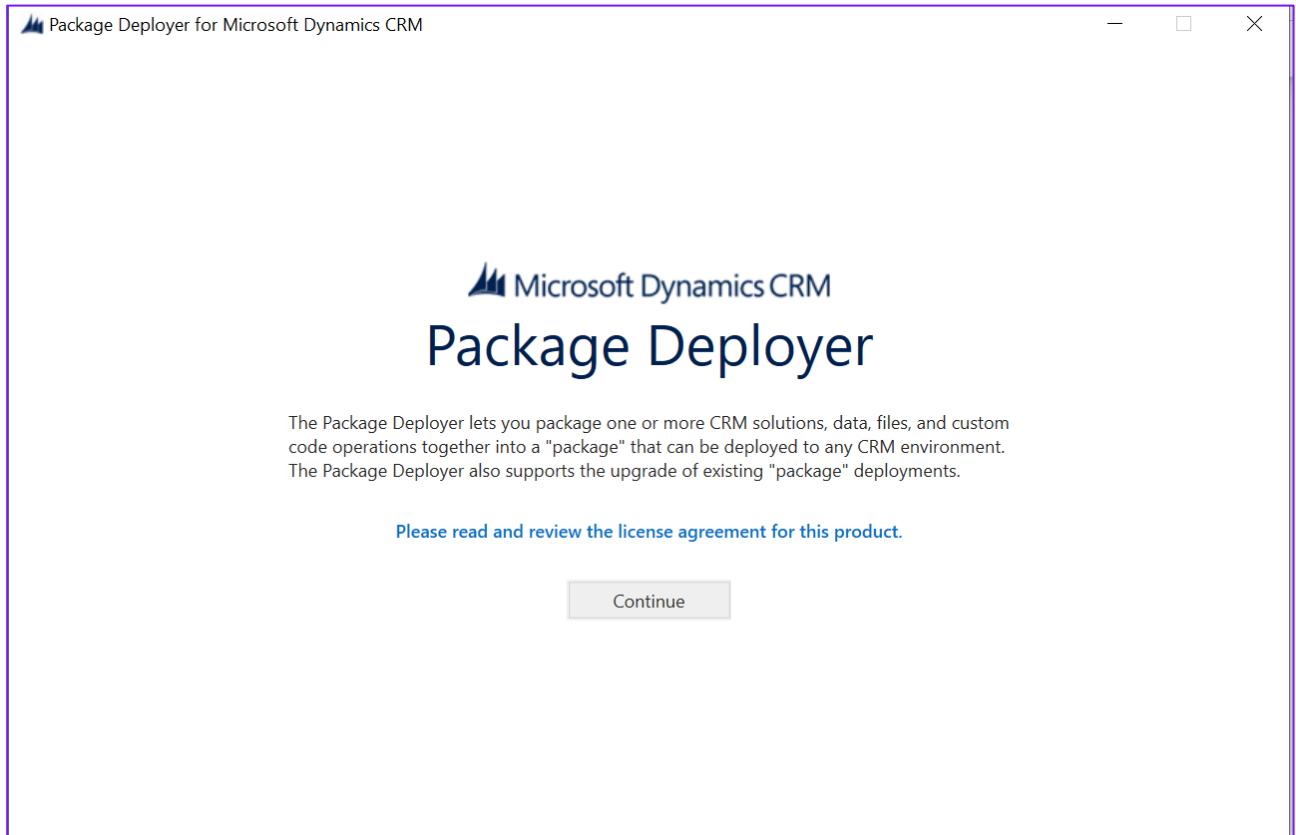 Package Deployer for Microsoft Dynamics CRM
Microsoft Dynamics CRM
Package Deployer
The Package Deployer lets you package one or more CRM solutions, data, files, and custom
code operations together into a "package" that can be deployed to any CRM environment.
The Package Deployer also supports the upgrade of existing "package" deployments.
Please read and review the license agreement for this product.
Continue